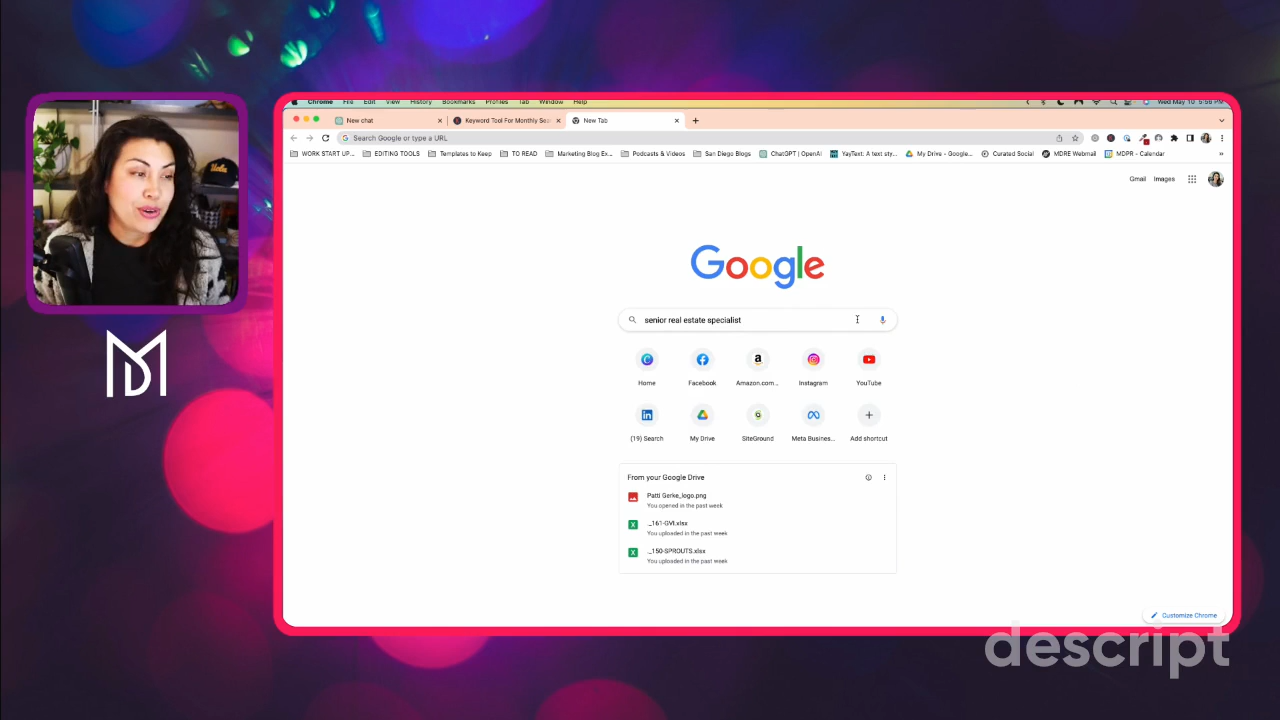 Chrome File Edit View History Bookmarks Profiles Tab Window Help Wed May 10 5:56 PM
New chat Keyword Tool For Monthly Sea New Tab
Search Google or type a URL
WORK START UP... EDITING TOOLS Templates to Keep TO READ Marketing Blog Ex... Podcasts & Videos San Diego Blogs ChatGPT | OpenAI YayText: A text sty... My Drive - Google... Curated Social MDRE Webmail MDPR - Calendar
Gmail Images
Google
senior real estate specialist
Home Facebook Amazon.com... Instagram YouTube
(19) Search My Drive SiteGround Meta Busines... Add shortcut
From your Google Drive
Patti Gerke_logo.png
You opened in the past week
._161-GVI.xlsx
You uploaded in the past week
._150-SPROUTS.xlsx
You uploaded in the past week
Customize Chrome
descript